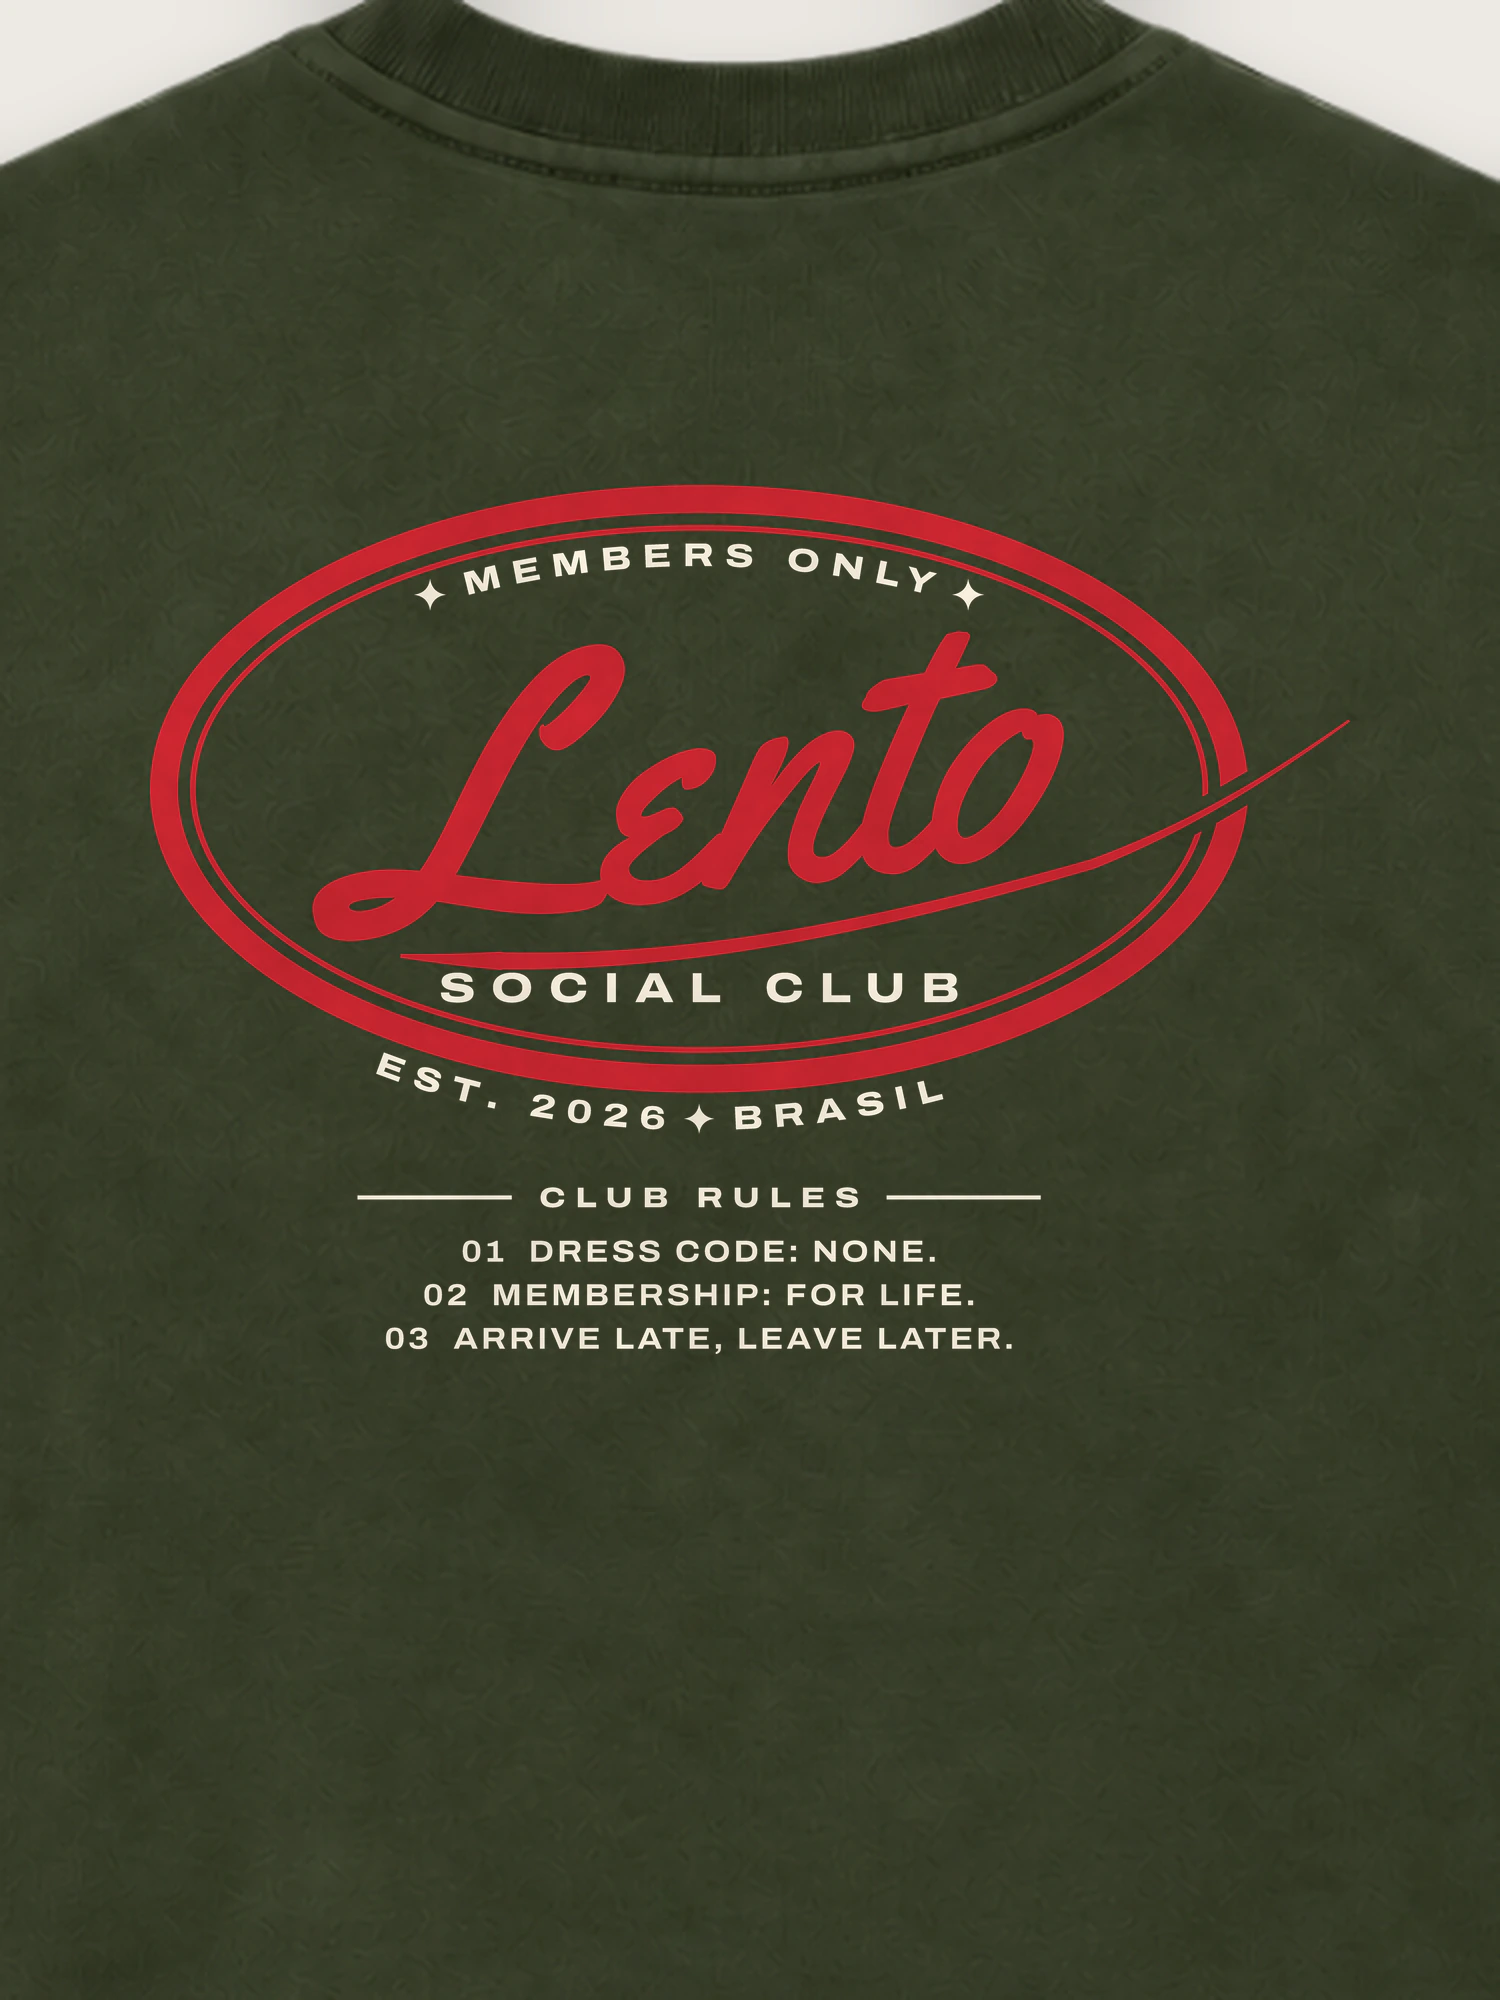 ✦ MEMBERS ONLY ✦
Lento
SOCIAL CLUB
EST. 2026 ✦ BRASIL
CLUB RULES
01 DRESS CODE: NONE.
02 MEMBERSHIP: FOR LIFE.
03 ARRIVE LATE, LEAVE LATER.